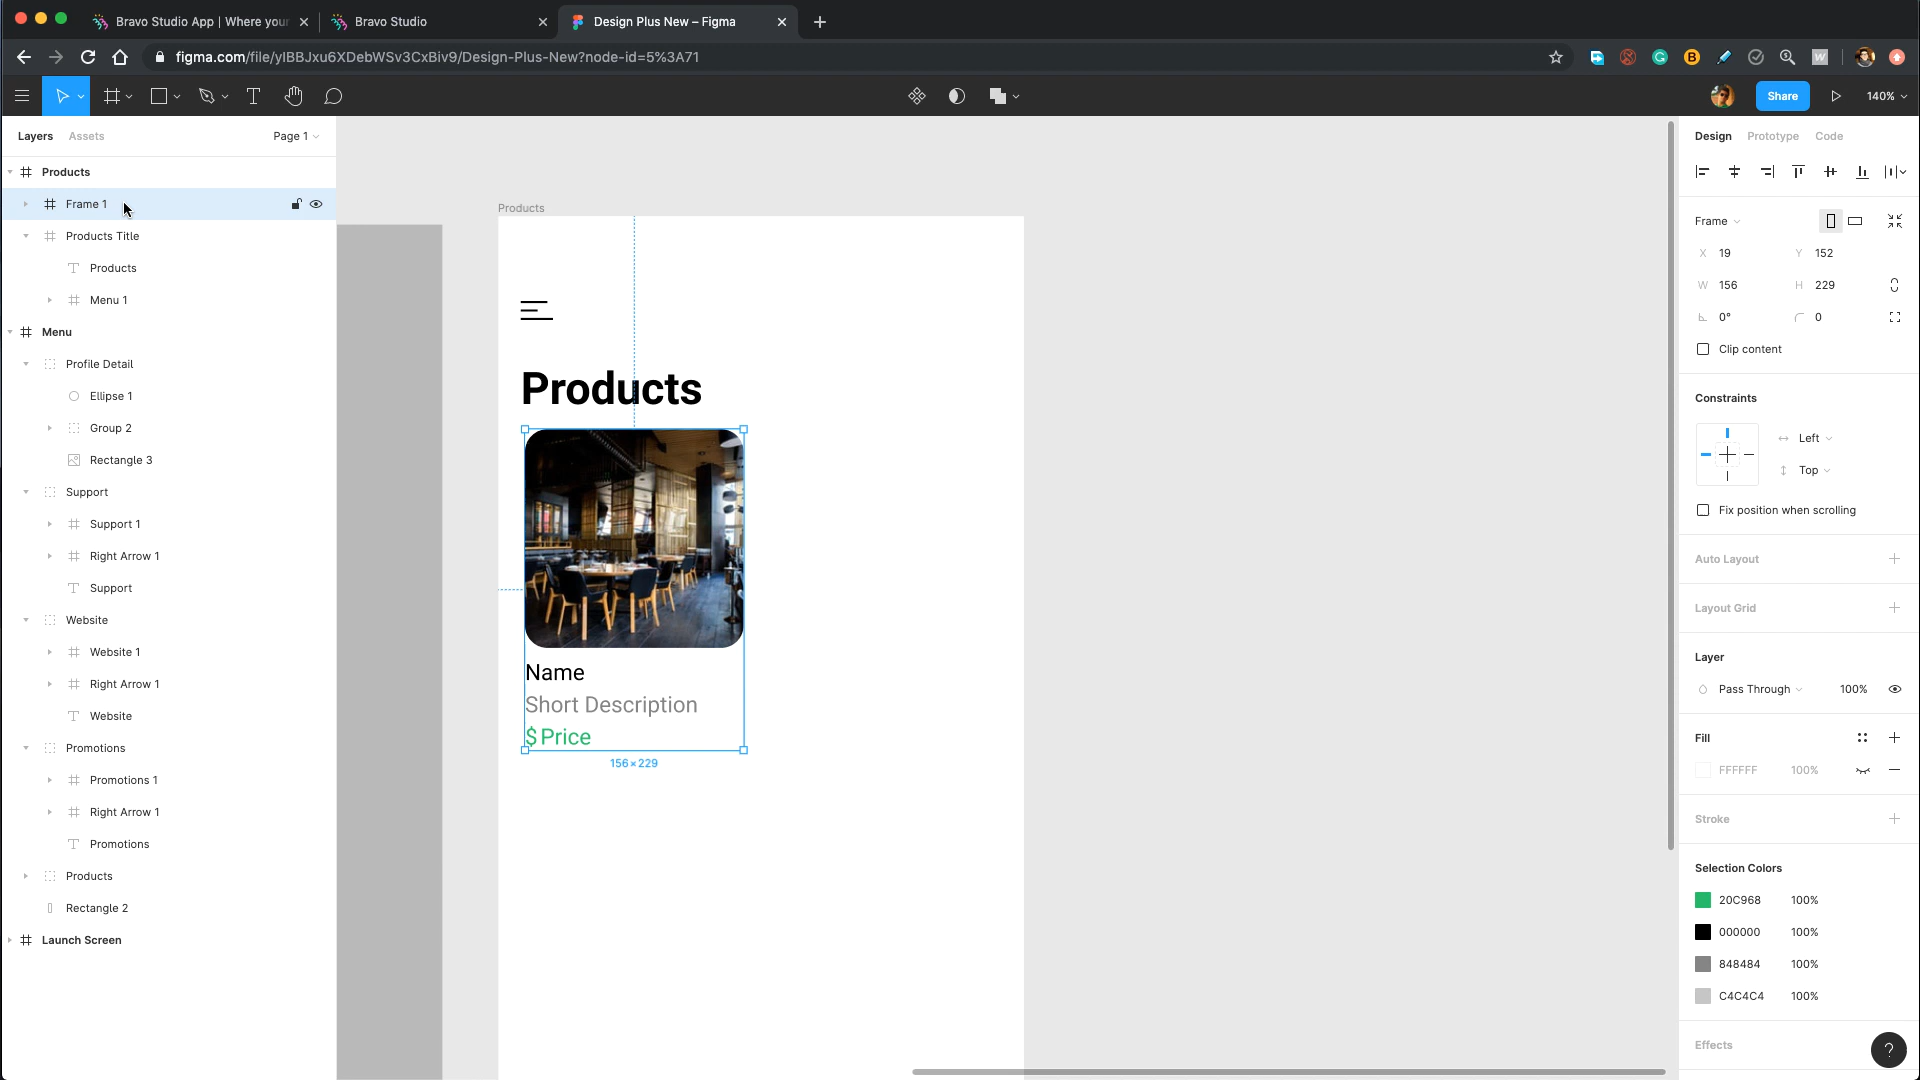 Bravo Studio App | Where your
Bravo Studio
Design Plus New – Figma
figma.com/file/ylBBJxu6XDebWSv3CxBiv9/Design-Plus-New?node-id=5%3A71
Share
140%
Layers
Assets
Page 1
Products
Frame 1
Products Title
Products
Menu 1
Menu
Profile Detail
Ellipse 1
Group 2
Rectangle 3
Support
Support 1
Right Arrow 1
Support
Website
Website 1
Right Arrow 1
Website
Promotions
Promotions 1
Right Arrow 1
Promotions
Products
Rectangle 2
Launch Screen
Products
Products
Name
Short Description
$ Price
156 × 229
Design
Prototype
Code
Frame
X 19
Y 152
W 156
H 229
0°
0
Clip content
Constraints
Left
Top
Fix position when scrolling
Auto Layout
Layout Grid
Layer
Pass Through
100%
Fill
FFFFFF
100%
Stroke
Selection Colors
20C968
100%
000000
100%
848484
100%
C4C4C4
100%
Effects
?